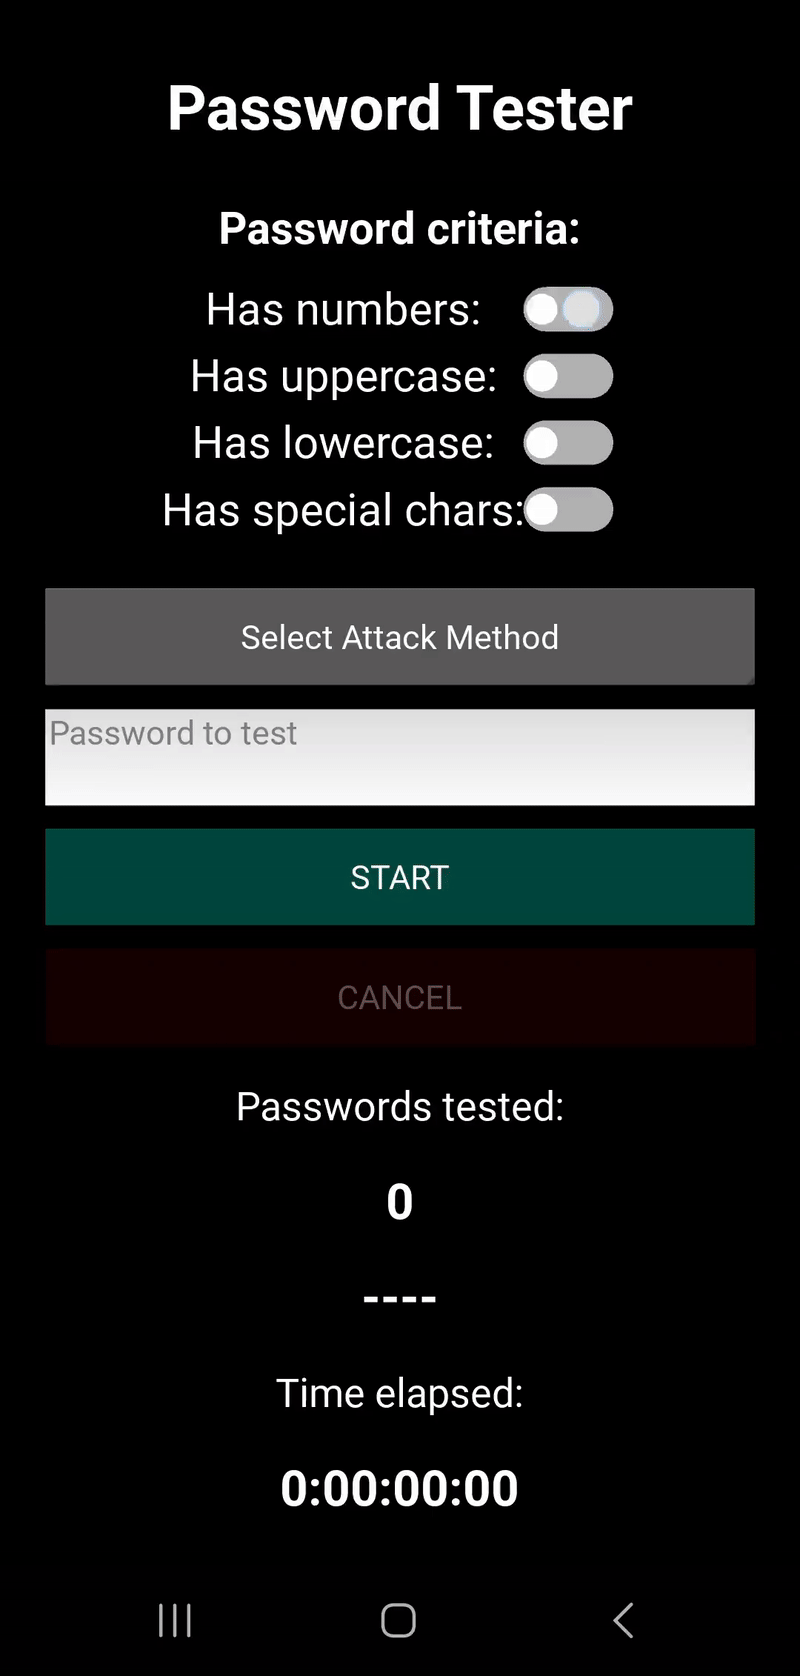 Password Tester
Password criteria:
Has numbers:
Has uppercase:
Has lowercase:
Has special chars:
Select Attack Method
Password to test
START
CANCEL
Passwords tested:
0
----
Time elapsed:
0:00:00:00